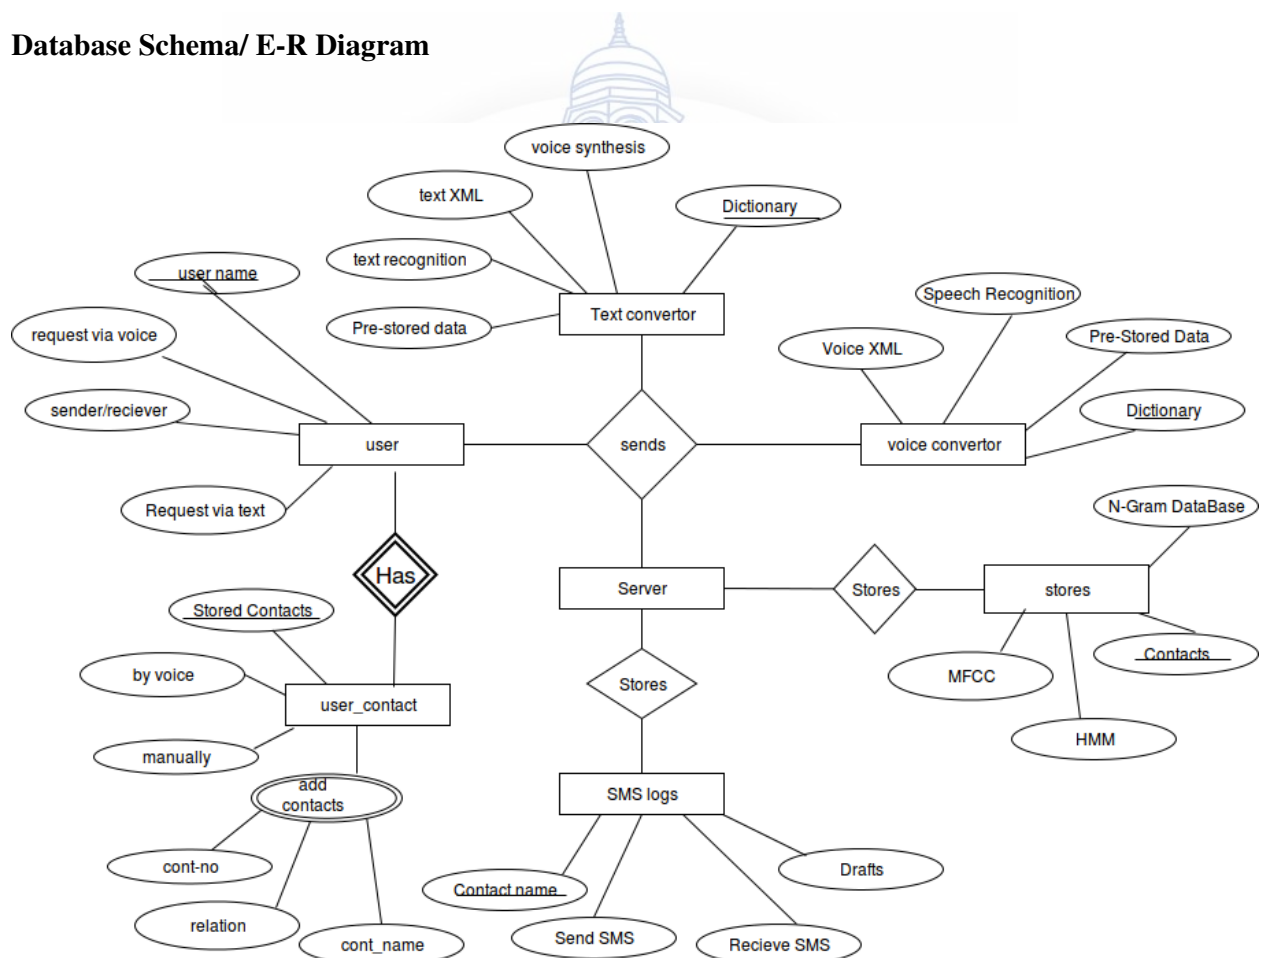 Database Schema/ E-R Diagram
voice synthesis
text XML
Dictionary
text recognition
user name
Speech Recognition
Pre-stored data
Text convertor
request via voice
Voice XML
Pre-Stored Data
sender/reciever
Dictionary
user
sends
voice convertor
Request via text
N-Gram DataBase
Has
Server
Stores
stores
Stored Contacts
Contacts
by voice
MFCC
Stores
user_contact
HMM
manually
add
contacts
SMS logs
cont-no
Drafts
Contact name
relation
cont_name
Send SMS
Recieve SMS